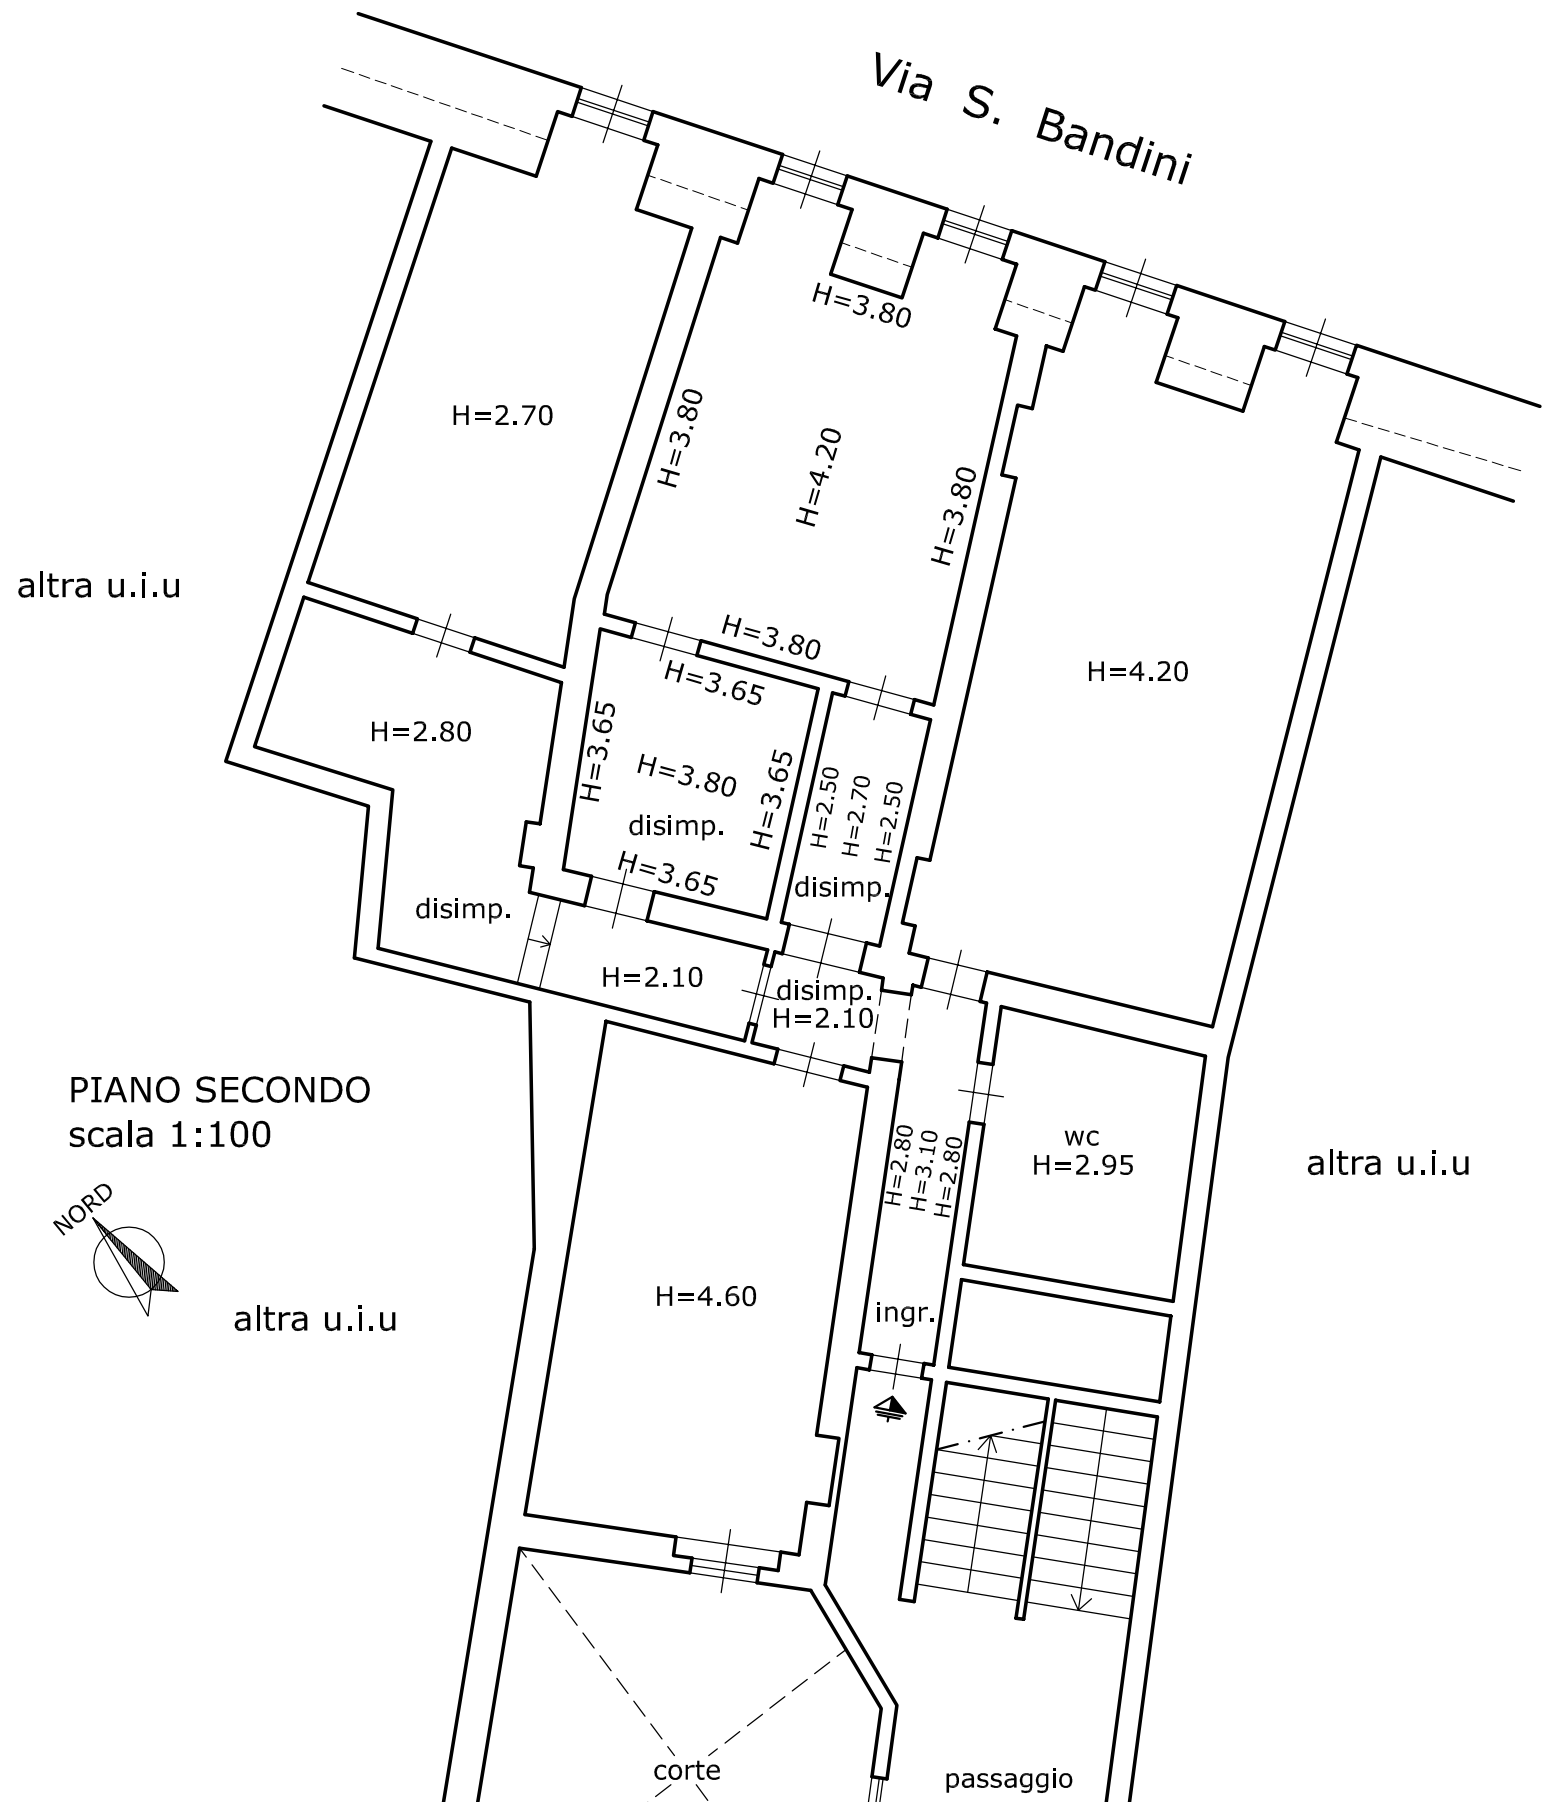 Via S. Bandini
H=3.80
H=2.70
H=3.80
H=4.20
H=3.80
altra u.i.u
H=3.80
H=4.20
H=3.65
H=2.80
H=3.65
H=3.80
H=3.65
disimp.
H=3.65
H=2.50
H=2.70
H=2.50
disimp.
disimp.
H=2.10
disimp.
H=2.10
PIANO SECONDO
scala 1:100
NORD
altra u.i.u
H=4.60
H=2.80
H=3.10
H=2.80
ingr.
wc
H=2.95
altra u.i.u
corte
passaggio